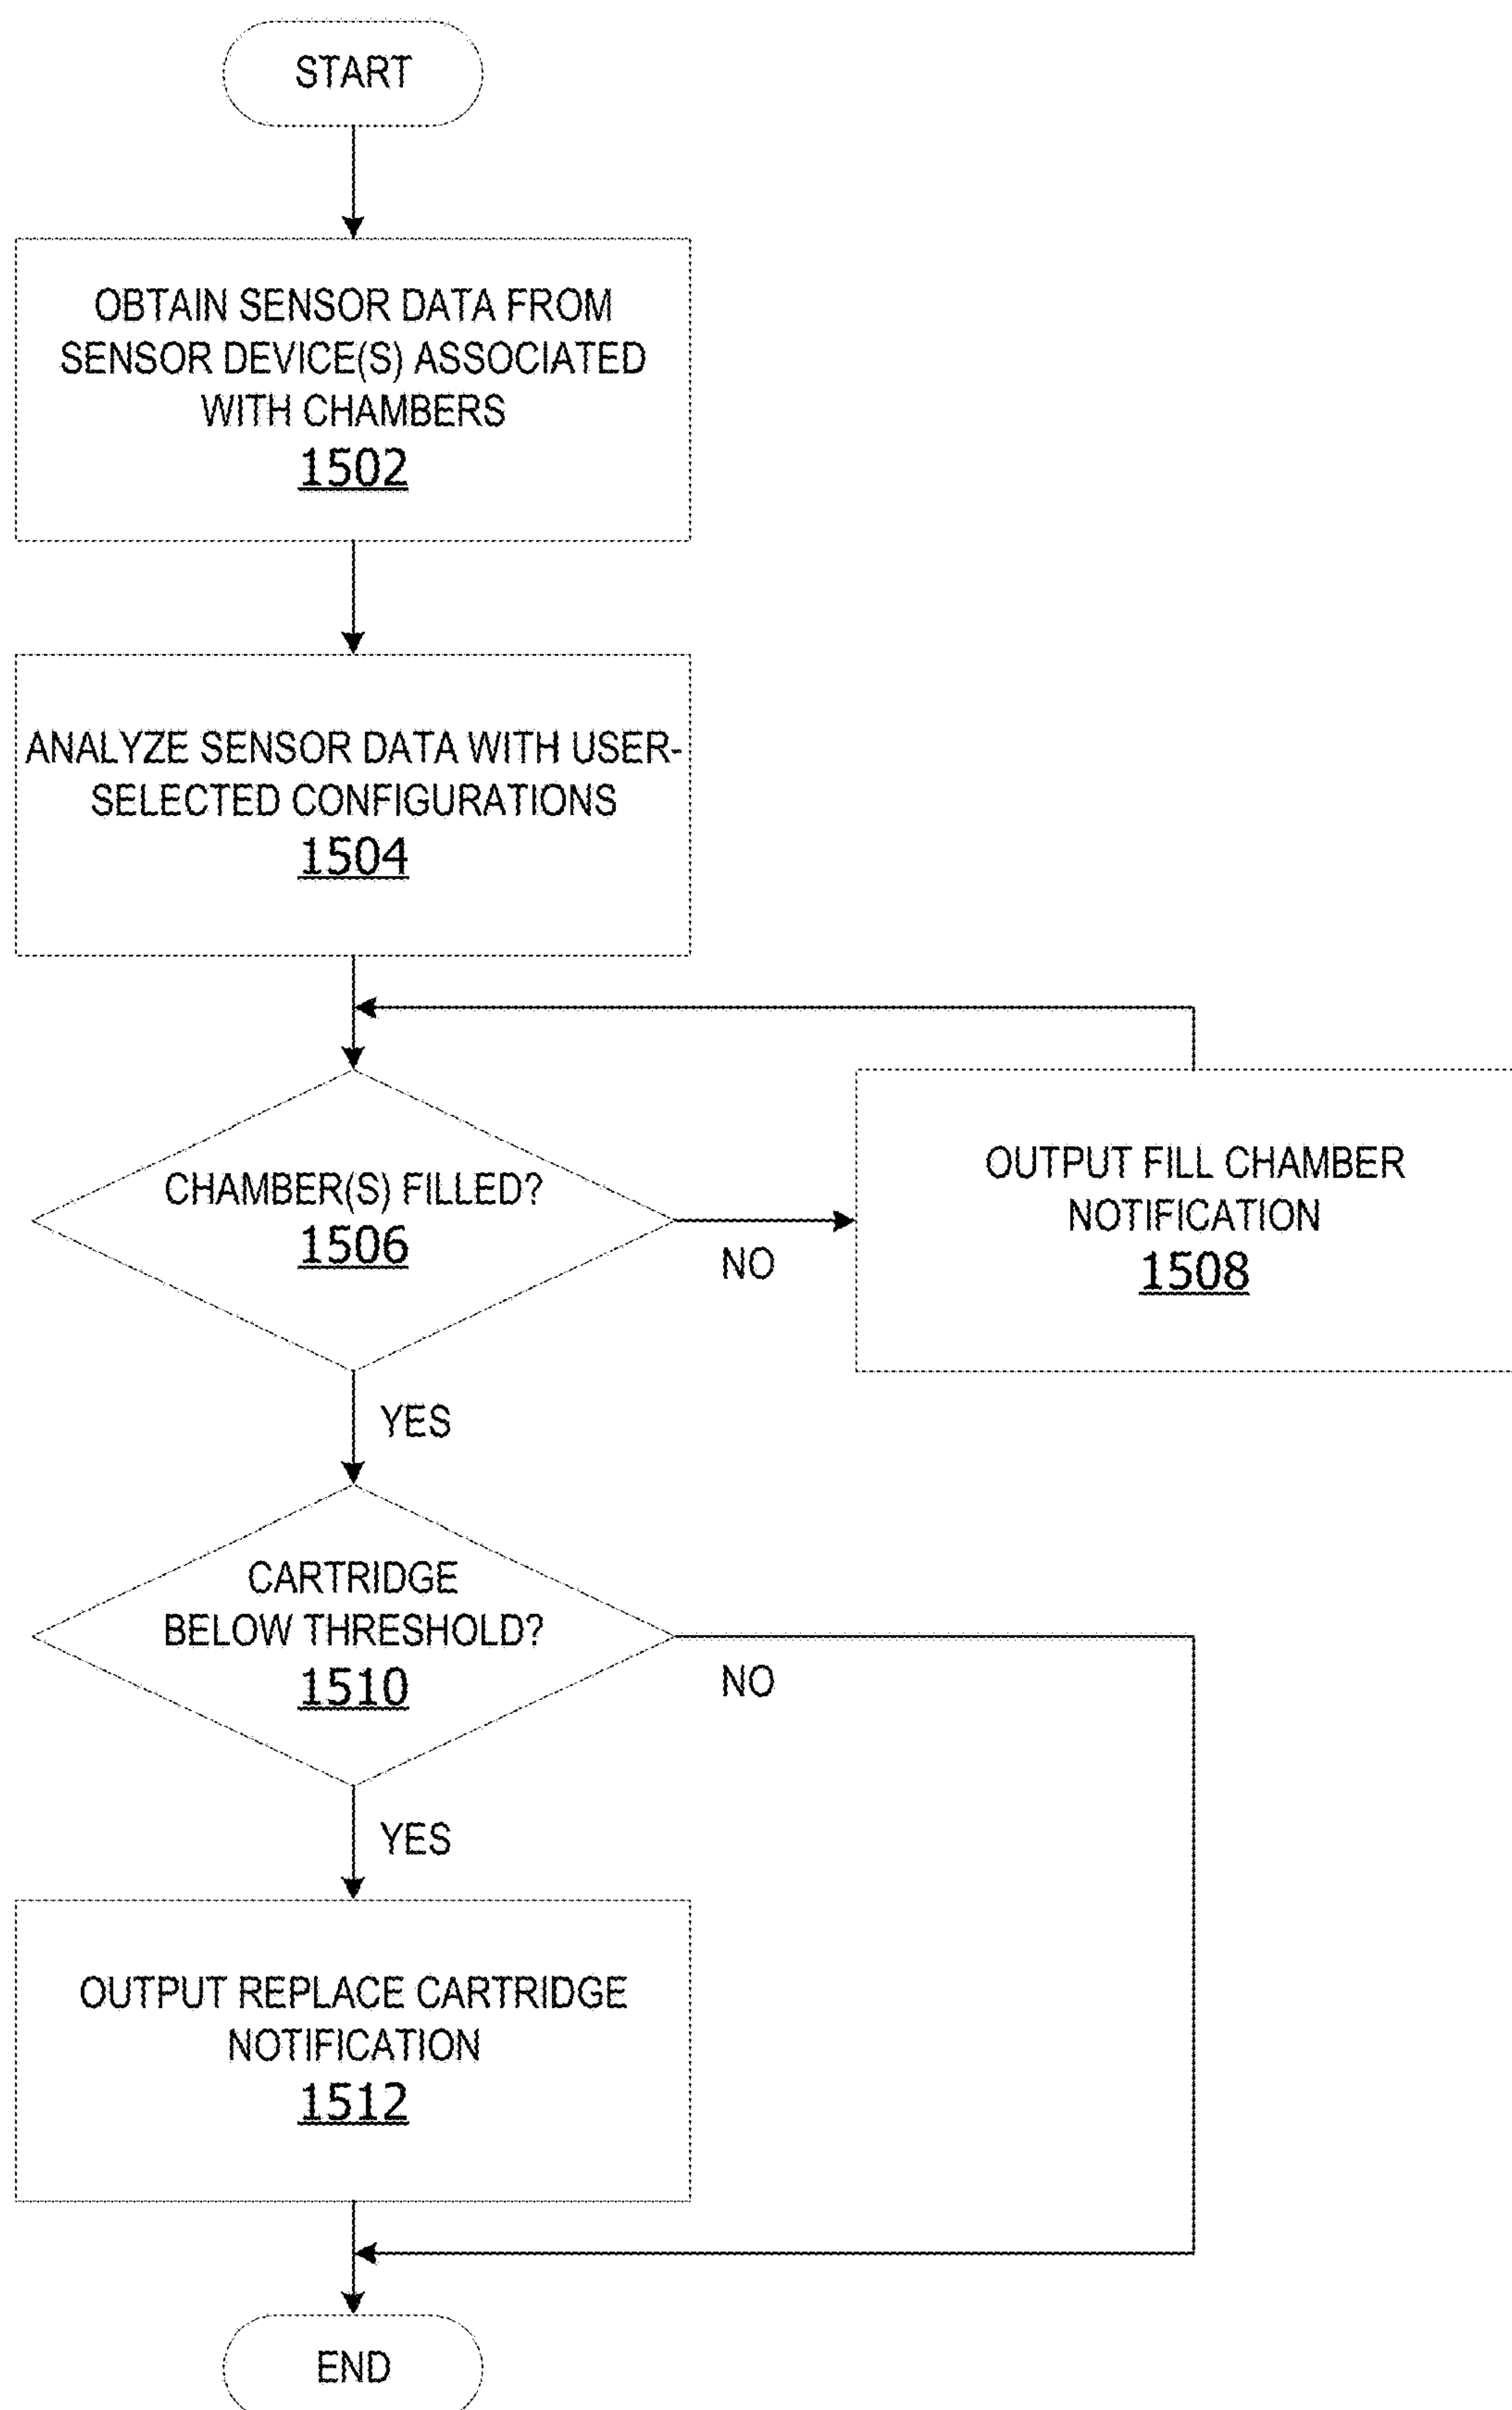 START
OBTAIN SENSOR DATA FROM
SENSOR DEVICE(S) ASSOCIATED
WITH CHAMBERS
1502
ANALYZE SENSOR DATA WITH USER-
SELECTED CONFIGURATIONS
1504
CHAMBER(S) FILLED?
1506
NO
OUTPUT FILL CHAMBER
NOTIFICATION
1508
YES
CARTRIDGE
BELOW THRESHOLD?
1510
NO
YES
OUTPUT REPLACE CARTRIDGE
NOTIFICATION
1512
END